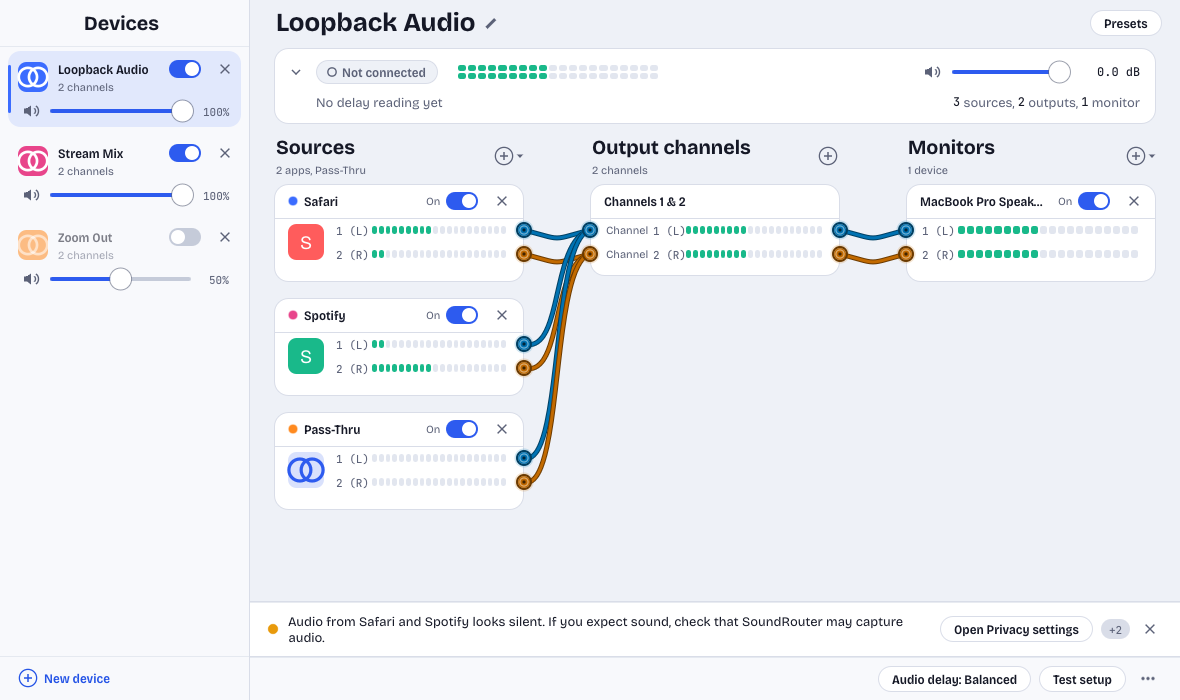 Devices
Loopback Audio
2 channels
100%
Stream Mix
2 channels
100%
Zoom Out
2 channels
50%
New device
Loopback Audio
Presets
Not connected
0.0 dB
No delay reading yet
3 sources, 2 outputs, 1 monitor
Sources
2 apps, Pass-Thru
Safari
On
S
1 (L)
2 (R)
Spotify
On
S
1 (L)
2 (R)
Pass-Thru
On
1 (L)
2 (R)
Output channels
2 channels
Channels 1 & 2
Channel 1 (L)
Channel 2 (R)
Monitors
1 device
MacBook Pro Speak...
On
1 (L)
2 (R)
Audio from Safari and Spotify looks silent. If you expect sound, check that SoundRouter may capture
audio.
Open Privacy settings
+2
Audio delay: Balanced
Test setup